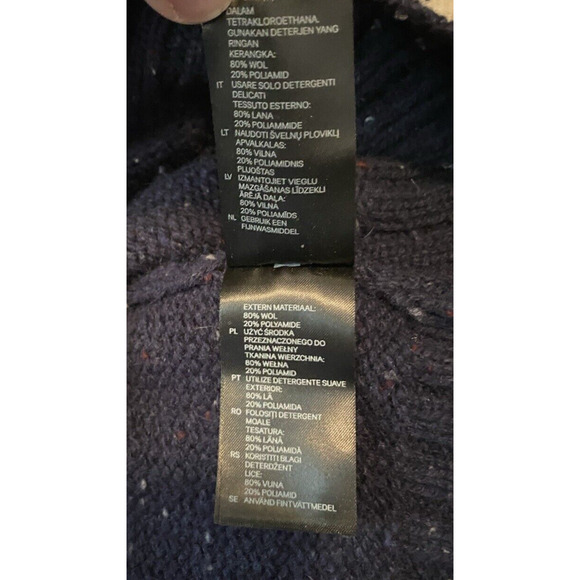 DALAM
TETRAKLOROETHANA.
GUNAKAN DETERJEN YANG
RINGAN
KERANGKA:
80% WOL
20% POLIAMID
IT USARE SOLO DETERGENTI
DELICATI
TESSUTO ESTERNO:
80% LANA
20% POLIAMMIDE
LT NAUDOTI ŠVELNŲ PLOVIKLĮ
APVALKALAS:
80% VILNA
20% POLIAMIDNIS
PLUOŠTAS
LV IZMANTOJIET VIEGLU
MAZGĀŠANAS LĪDZEKLI
ĀRĒJĀ DAĻA:
80% VILNA
20% POLIAMĪDS
NL GEBRUIK EEN
FIJNWASMIDDEL
EXTERN MATERIAAL:
80% WOL
20% POLYAMIDE
PL UŻYĆ ŚRODKA
PRZEZNACZONEGO DO
PRANIA WEŁNY
TKANINA WIERZCHNIA:
80% WEŁNA
20% POLIAMID
PT UTILIZE DETERGENTE SUAVE
EXTERIOR:
80% LÃ
20% POLIAMIDA
RO FOLOSIȚI DETERGENT
MOALE
TESATURA:
80% LÂNĂ
20% POLIAMIDĂ
RS KORISTITI BLAGI
DETERDŽENT
LICE:
80% VUNA
20% POLIAMID
SE ANVÄND FINTVÄTTMEDEL